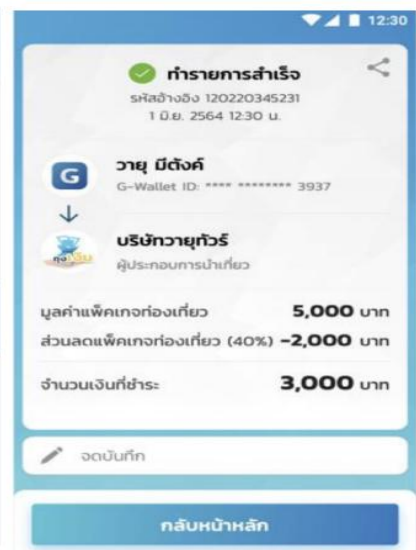 12:30
ทำรายการสำเร็จ
รหัสอ้างอิง 120220345231
1 มิ.ย. 2564 12:30 น.
G
วายุ มีตังค์
G-Wallet ID: **** ******** 3937
ถุงเงิน
บริษัทวายุทัวร์
ผู้ประกอบการนำเที่ยว
มูลค่าแพ็คเกจท่องเที่ยว 5,000 บาท
ส่วนลดแพ็คเกจท่องเที่ยว (40%) -2,000 บาท
จำนวนเงินที่ชำระ 3,000 บาท
จดบันทึก
กลับหน้าหลัก